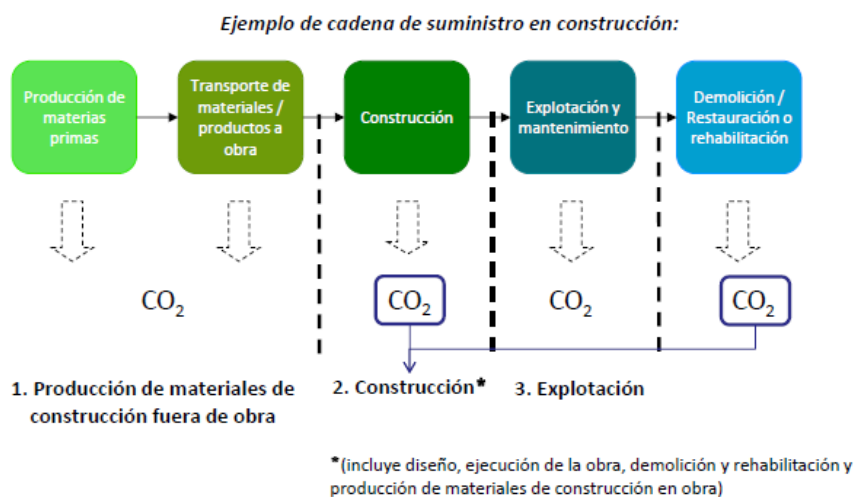 Ejemplo de cadena de suministro en construcción:
Producción de
materias
primas
Transporte de
materiales /
productos a
obra
Construcción
Explotación y
mantenimiento
Demolición /
Restauración o
rehabilitación
CO₂
CO₂
CO₂
CO₂
1. Producción de materiales de
construcción fuera de obra
2. Construcción*
3. Explotación
*(incluye diseño, ejecución de la obra, demolición y rehabilitación y
producción de materiales de construcción en obra)